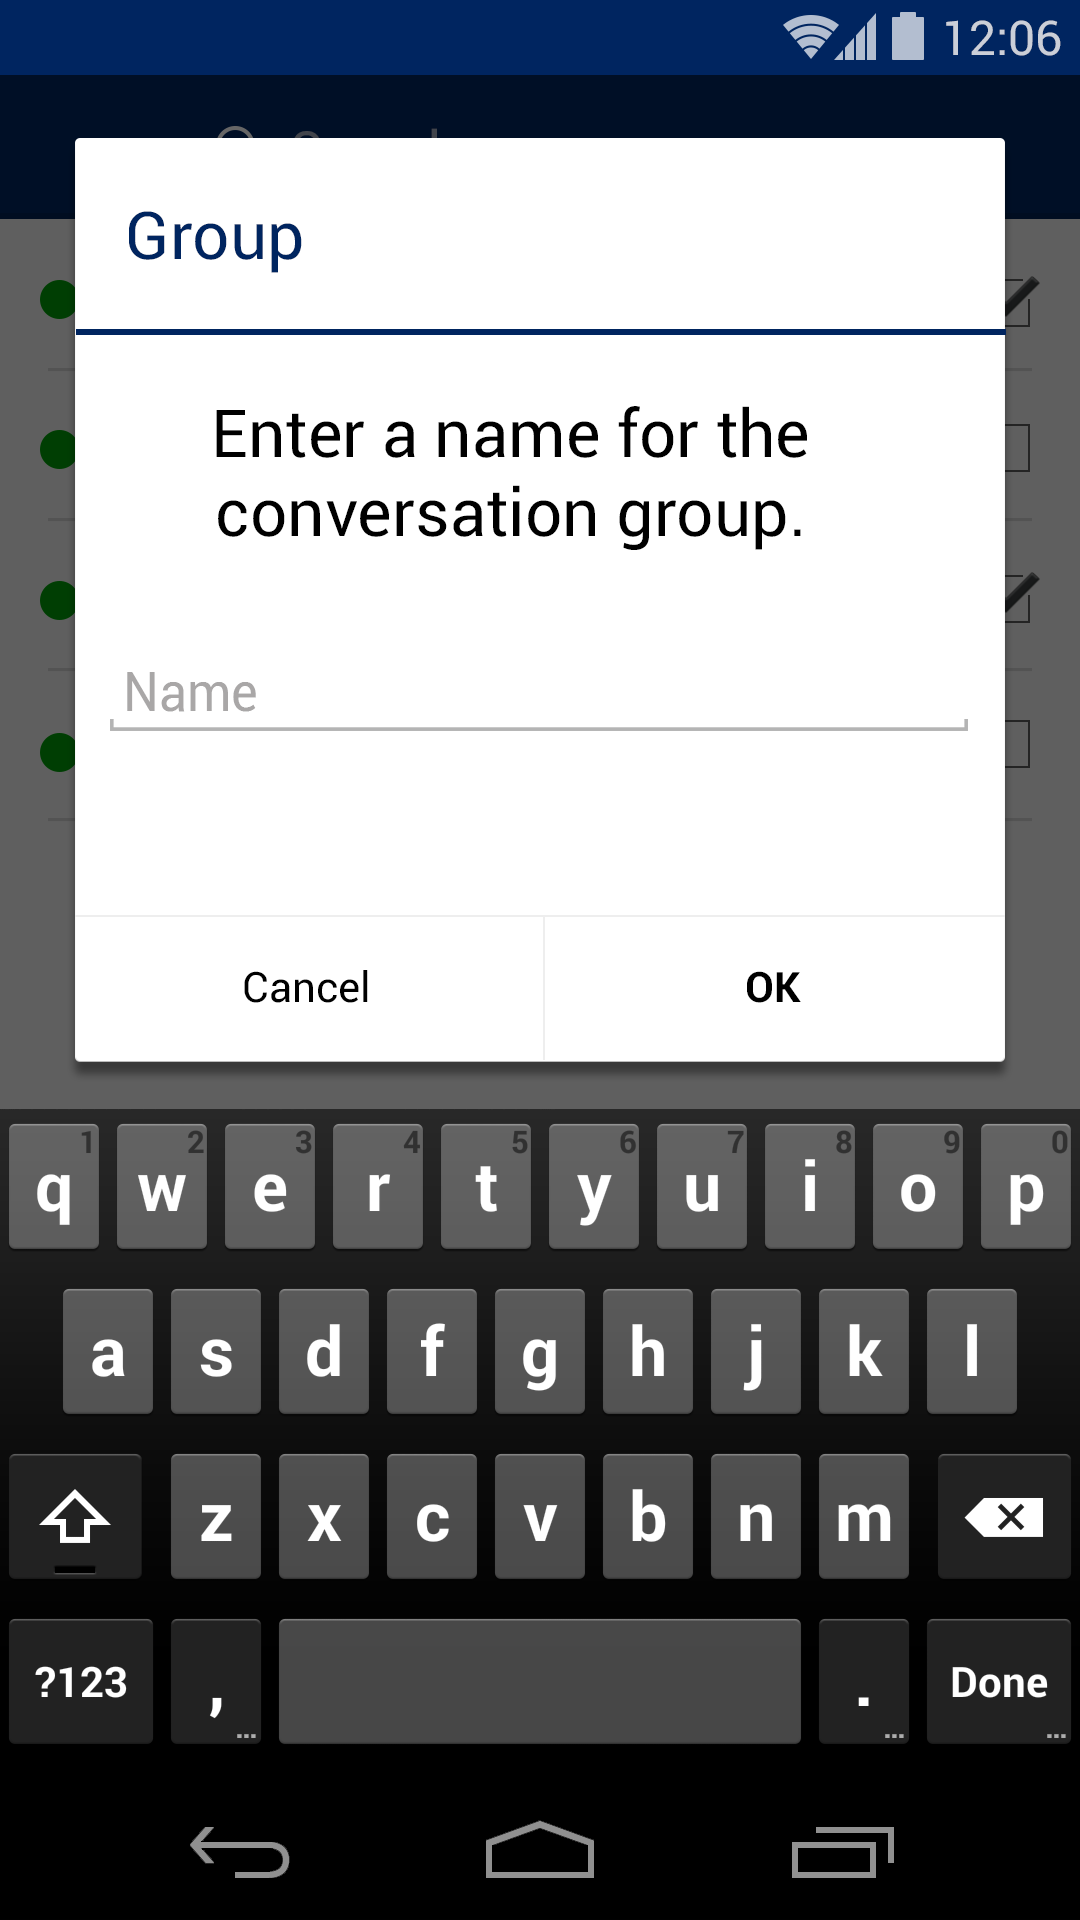 12:06
Group
Enter a name for the
conversation group.
Name
Cancel OK
1 2 3 4 5 6 7 8 9 0
q w e r t y u i o p
a s d f g h j k l
z x c v b n m
?123 , . Done